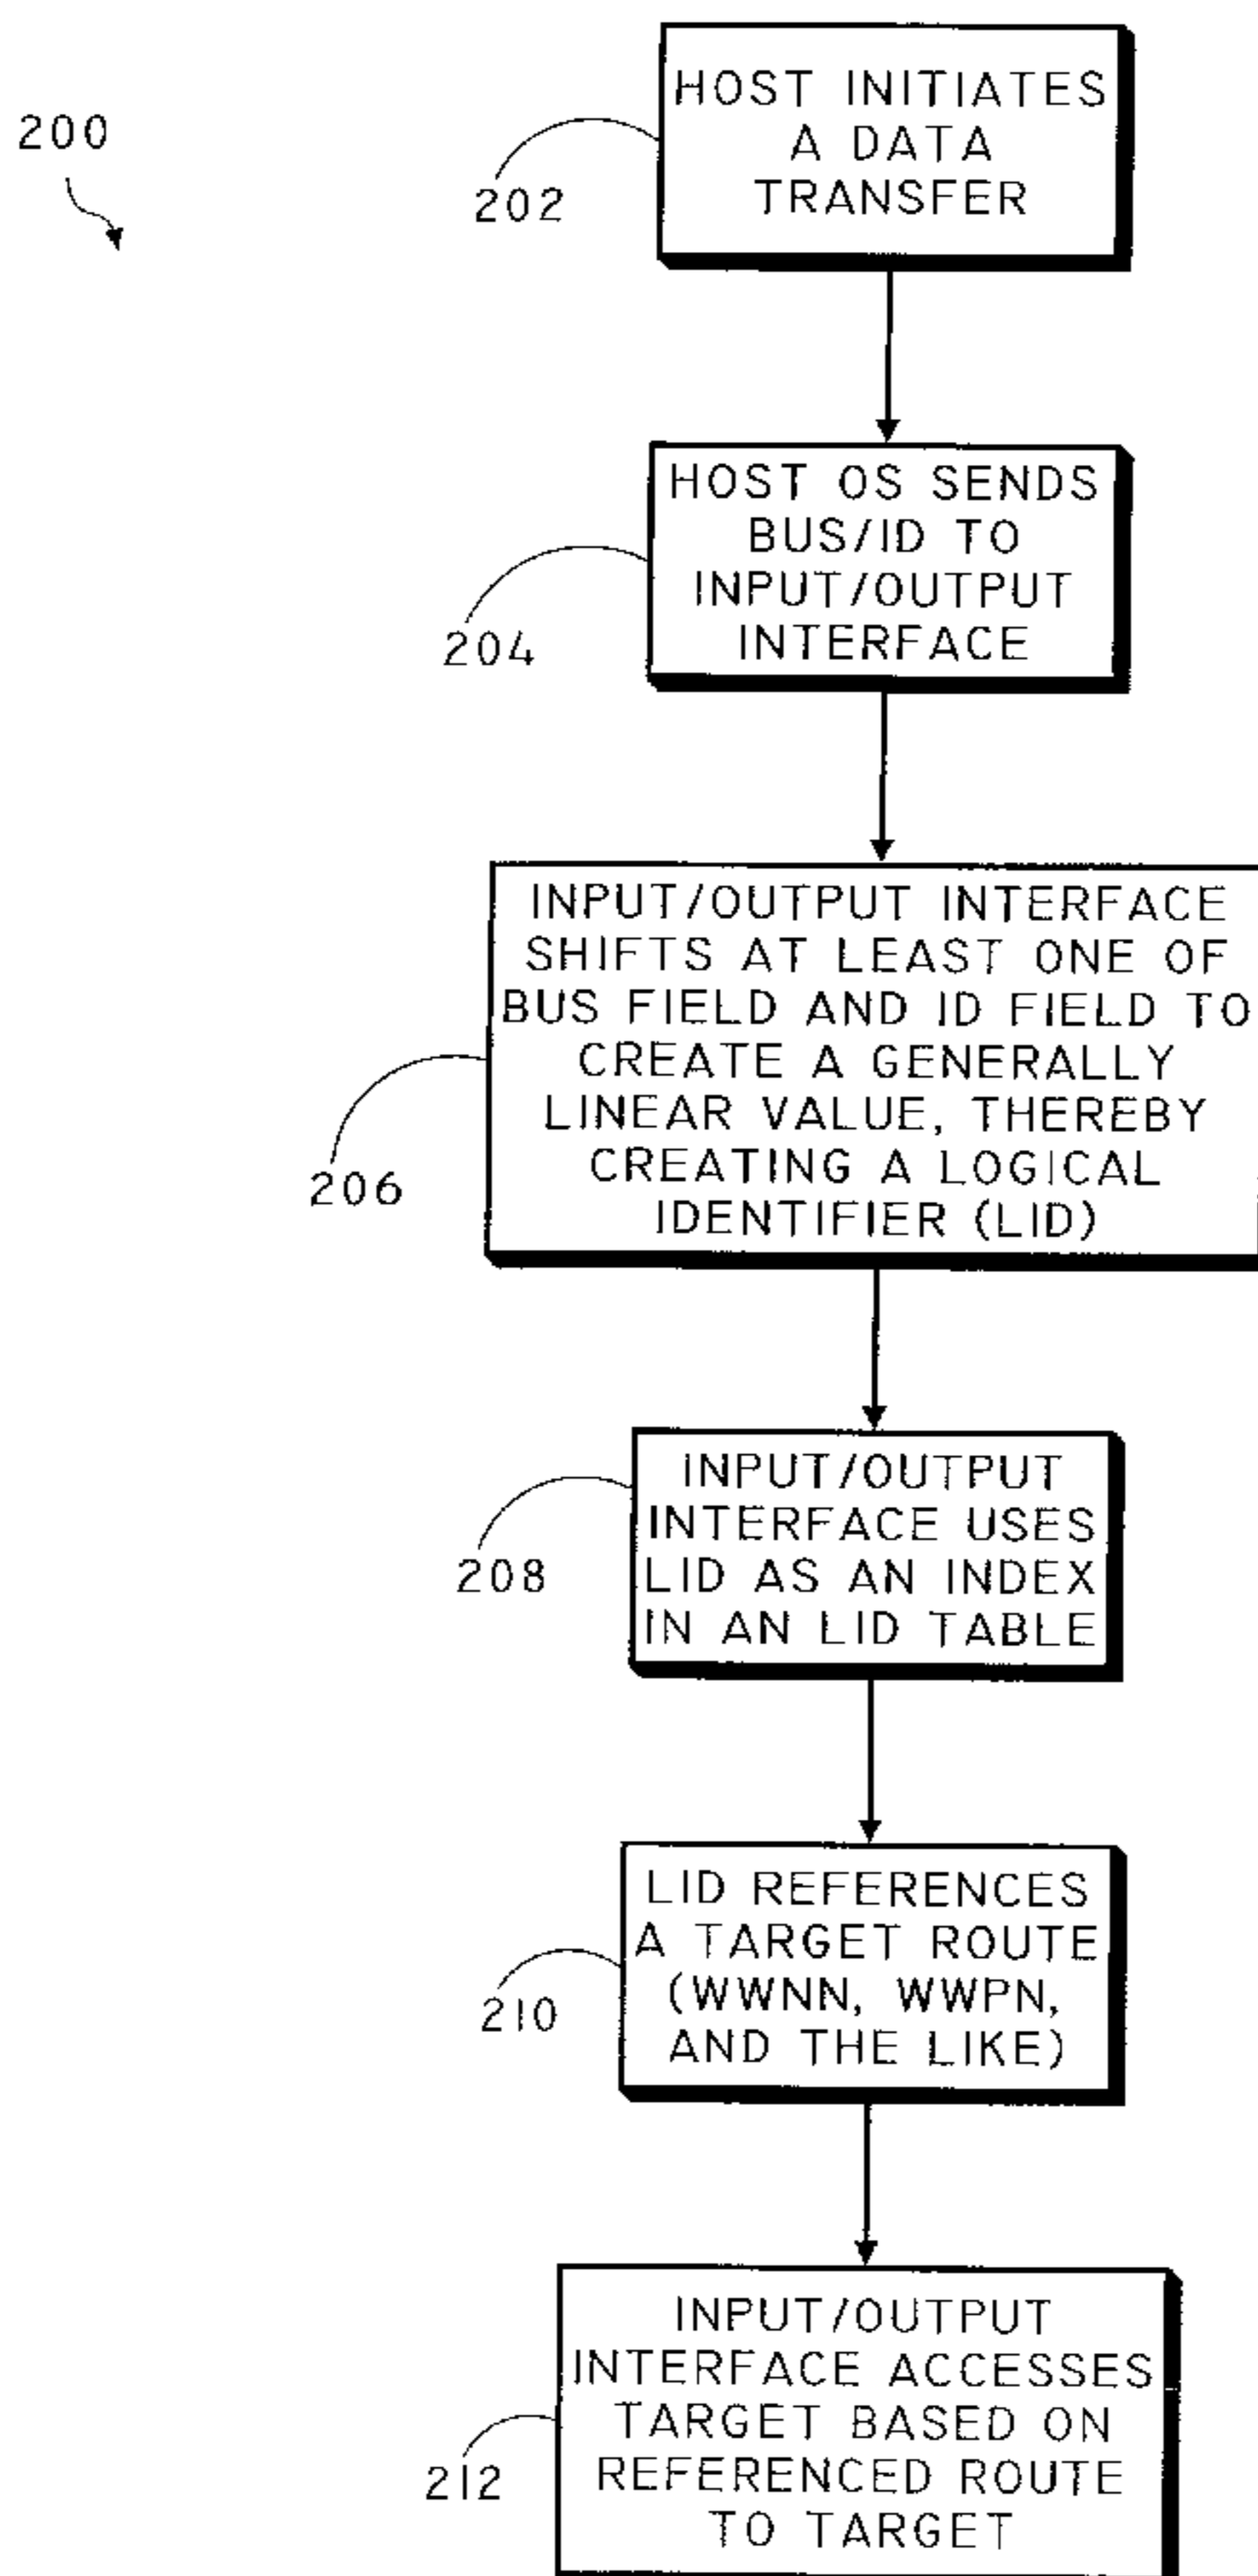 200
HOST INITIATES
A DATA
TRANSFER
202
HOST OS SENDS
BUS/ID TO
INPUT/OUTPUT
INTERFACE
204
INPUT/OUTPUT INTERFACE
SHIFTS AT LEAST ONE OF
BUS FIELD AND ID FIELD TO
CREATE A GENERALLY
LINEAR VALUE, THEREBY
CREATING A LOGICAL
IDENTIFIER (LID)
206
INPUT/OUTPUT
INTERFACE USES
LID AS AN INDEX
IN AN LID TABLE
208
LID REFERENCES
A TARGET ROUTE
(WWNN, WWPN,
AND THE LIKE)
210
INPUT/OUTPUT
INTERFACE ACCESSES
TARGET BASED ON
REFERENCED ROUTE
TO TARGET
212